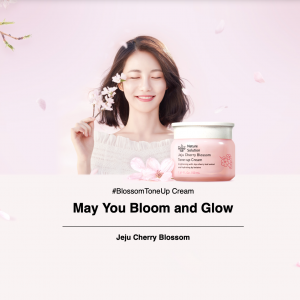 Nature
Solution
Jeju Cherry Blossom
Tone-up Cream
#BlossomToneUp Cream
May You Bloom and Glow
Jeju Cherry Blossom